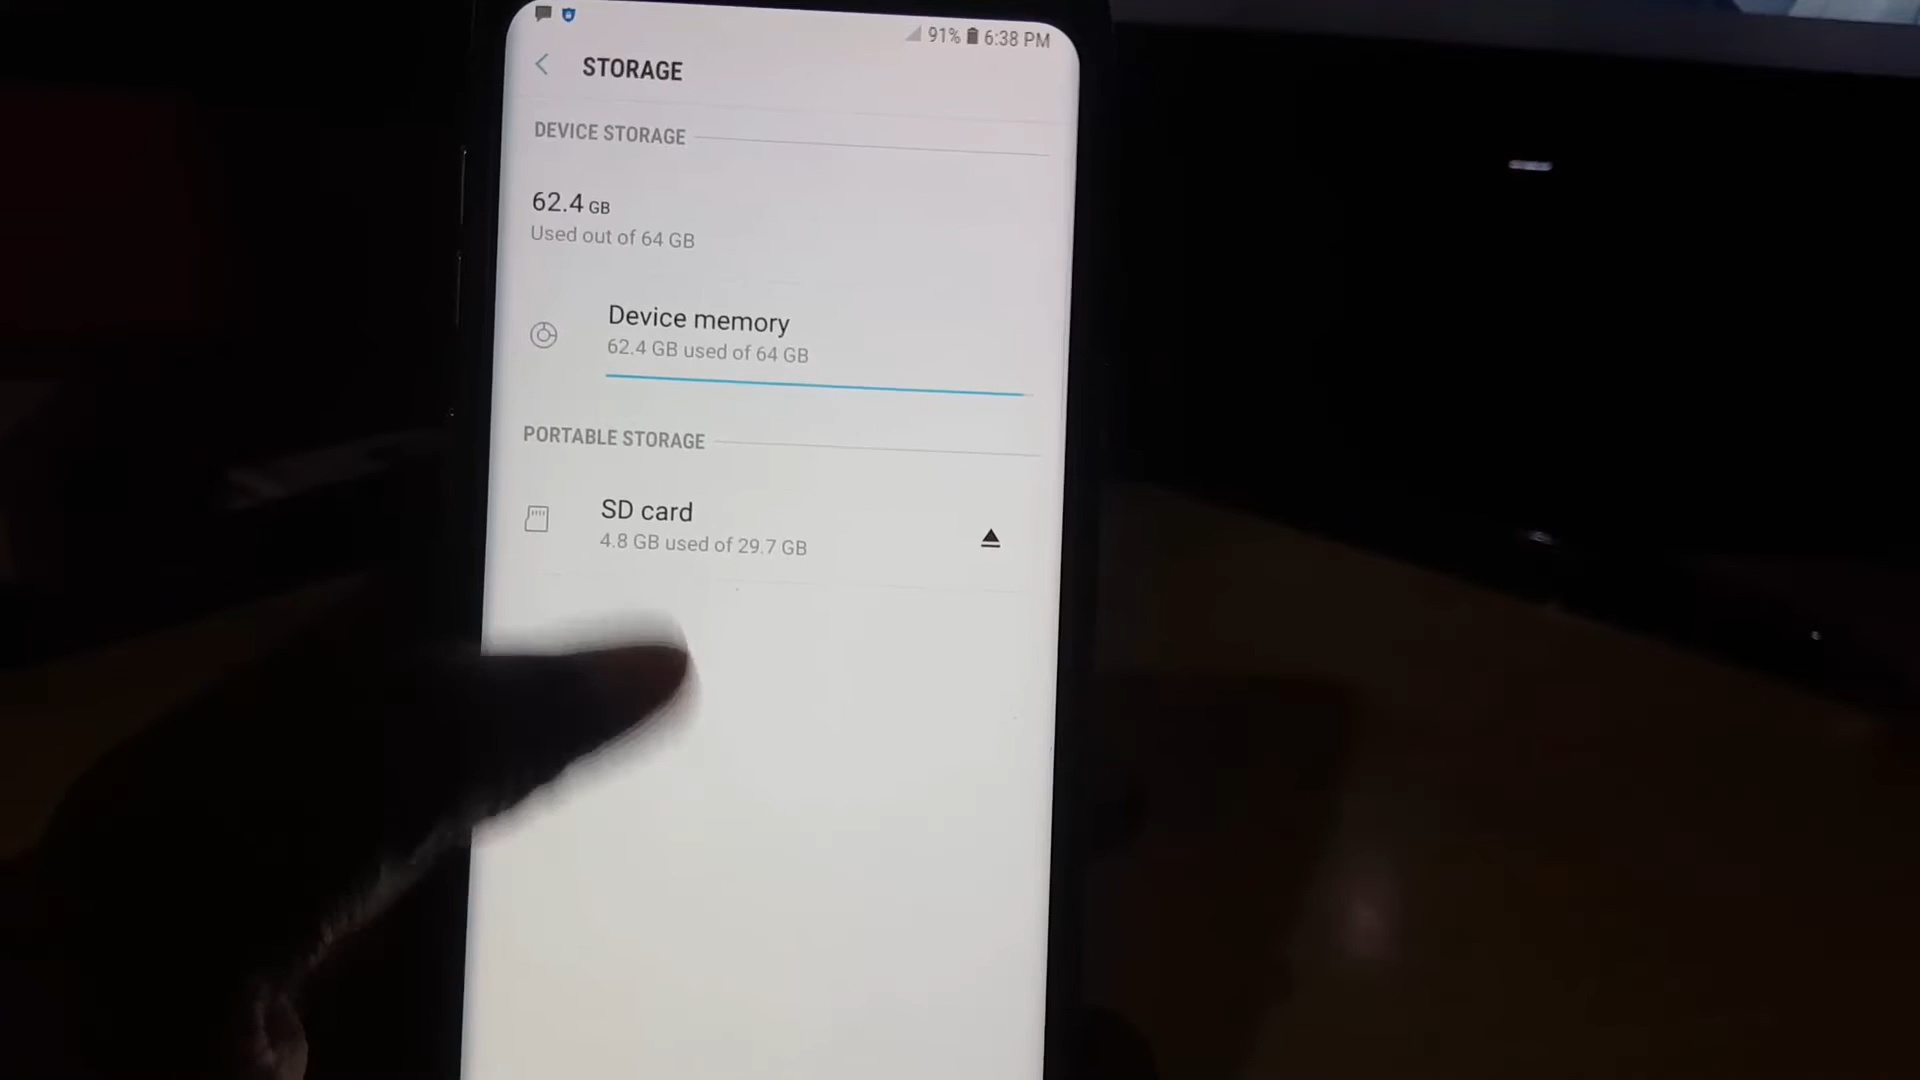 91% 6:38 PM
STORAGE
DEVICE STORAGE
62.4 GB
Used out of 64 GB
Device memory
62.4 GB used of 64 GB
PORTABLE STORAGE
SD card
4.8 GB used of 29.7 GB